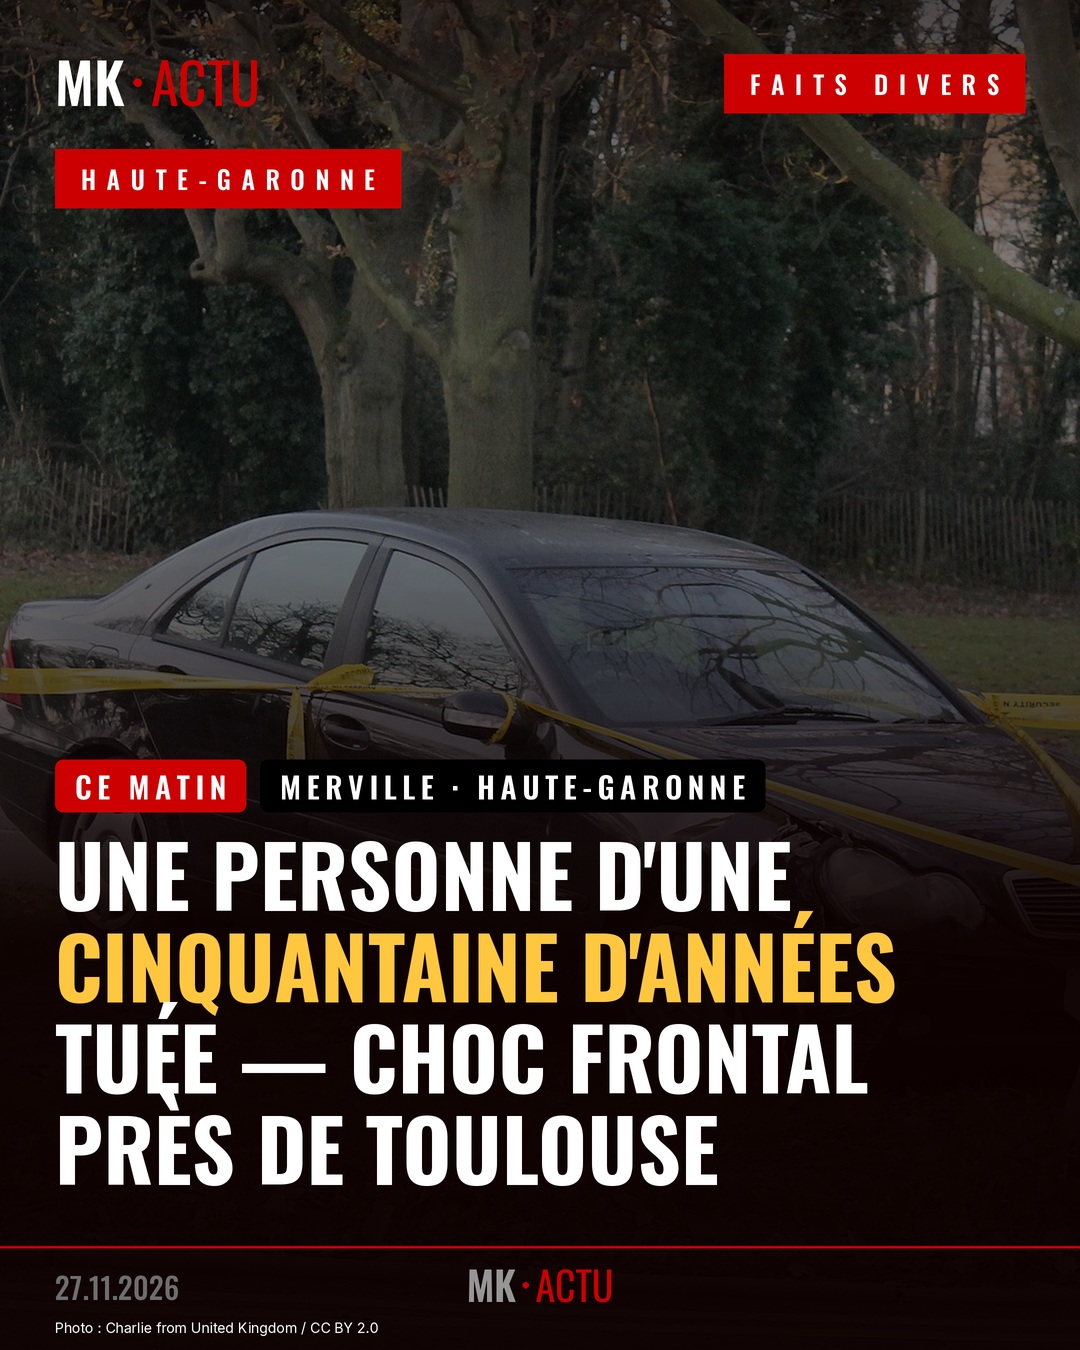 MK·ACTU
FAITS DIVERS
HAUTE-GARONNE
CE MATIN
MERVILLE · HAUTE-GARONNE
UNE PERSONNE D'UNE
CINQUANTAINE D'ANNÉES
TUÉE — CHOC FRONTAL
PRÈS DE TOULOUSE
27.11.2026
MK·ACTU
Photo : Charlie from United Kingdom / CC BY 2.0